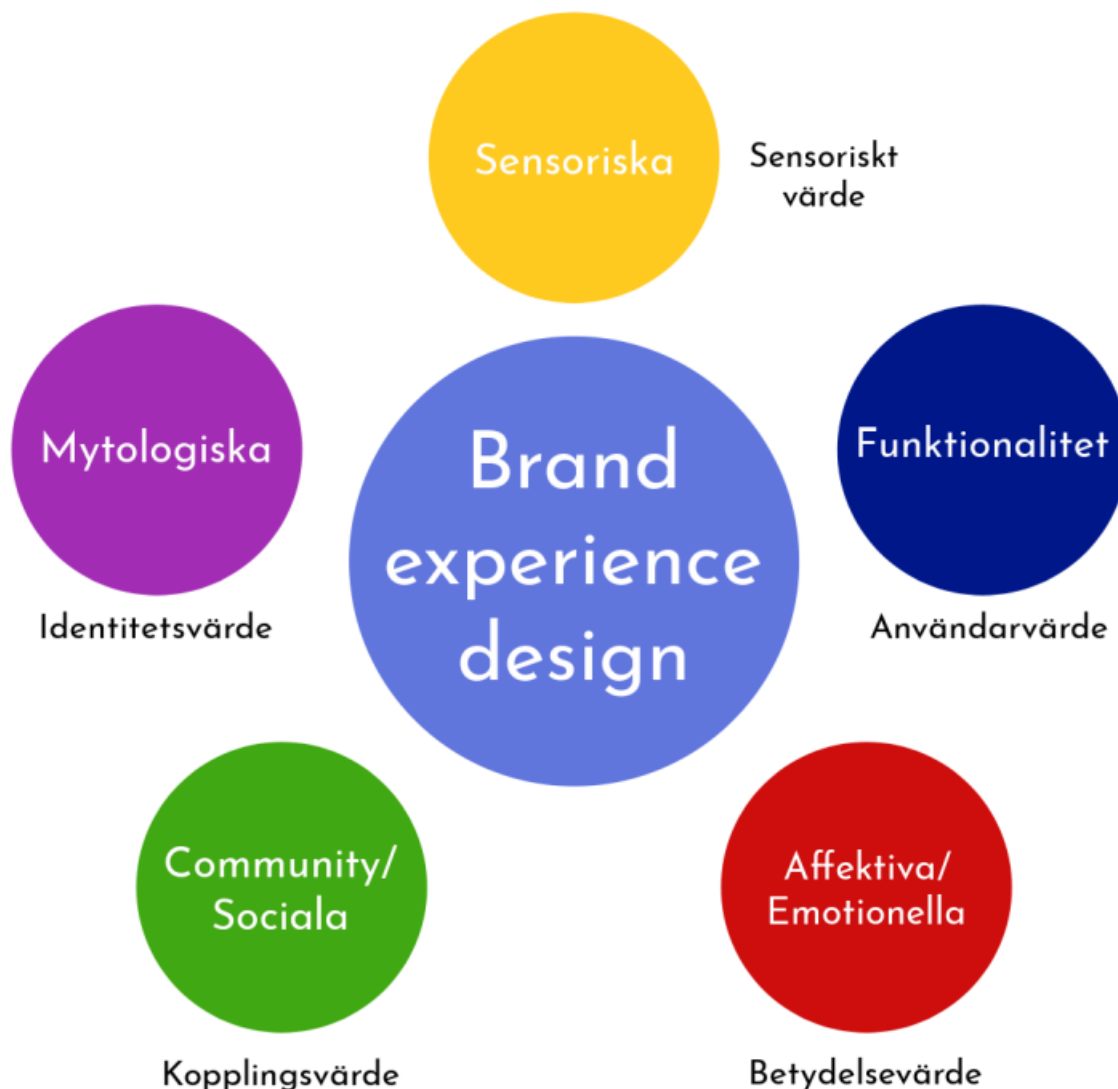 Sensoriska
Sensoriskt
värde
Mytologiska
Identitetsvärde
Brand
experience
design
Funktionalitet
Användarvärde
Community/
Sociala
Kopplingsvärde
Affektiva/
Emotionella
Betydelsevärde